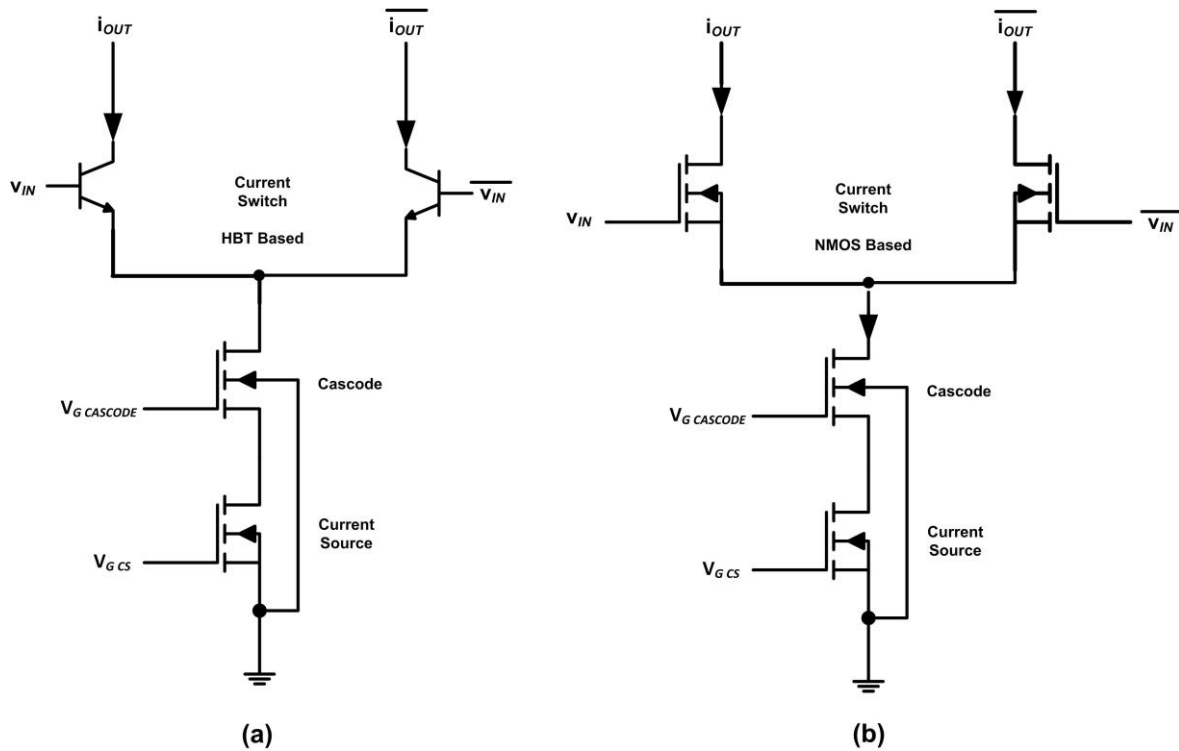 iOUT
iOUT
vIN
Current
Switch
HBT Based
vIN
VG CASCODE
Cascode
VG CS
Current
Source
(a)
iOUT
iOUT
vIN
Current
Switch
NMOS Based
vIN
VG CASCODE
Cascode
VG CS
Current
Source
(b)